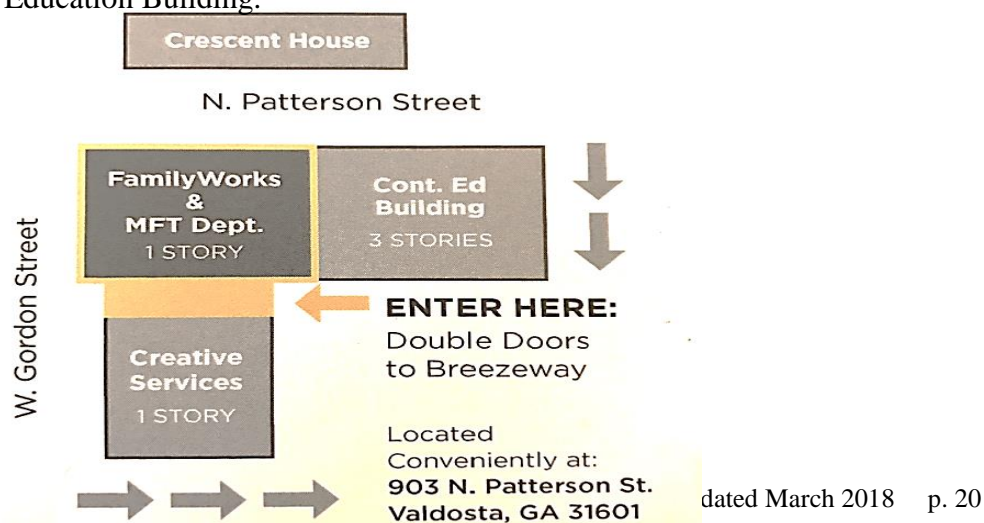 Education Building.
Crescent House
N. Patterson Street
FamilyWorks
&
MFT Dept.
1 STORY
Cont. Ed
Building
3 STORIES
W. Gordon Street
ENTER HERE:
Double Doors
to Breezeway
Creative
Services
1 STORY
Located
Conveniently at:
903 N. Patterson St.
Valdosta, GA 31601
dated March 2018 p. 20